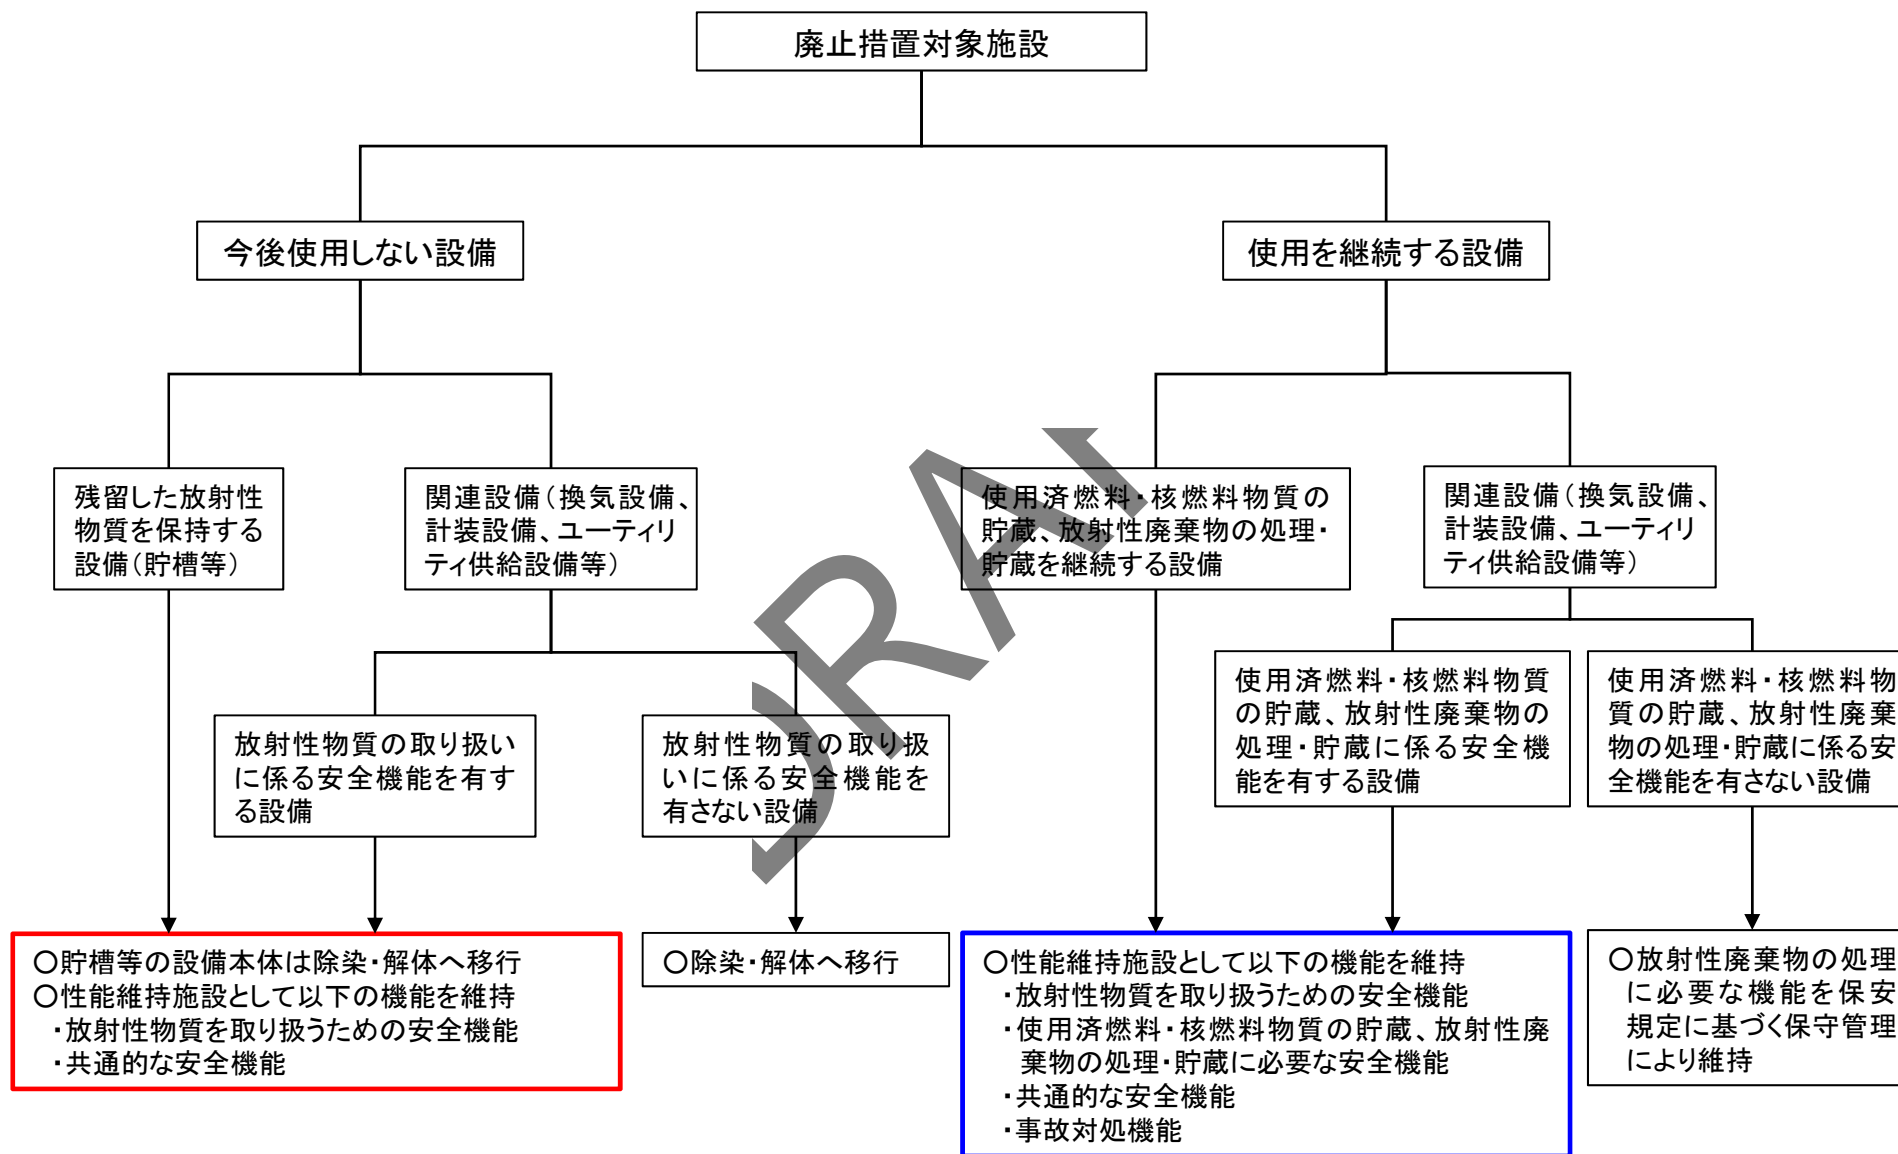 廃止措置対象施設
今後使用しない設備
使用を継続する設備
残留した放射性
物質を保持する
設備(貯槽等)
関連設備(換気設備、
計装設備、ユーティリ
ティ供給設備等)
使用済燃料・核燃料物質の
貯蔵、放射性廃棄物の処理・
貯蔵を継続する設備
関連設備(換気設備、
計装設備、ユーティリ
ティ供給設備等)
放射性物質の取り扱い
に係る安全機能を有す
る設備
放射性物質の取り扱
いに係る安全機能を
有さない設備
使用済燃料・核燃料物質
の貯蔵、放射性廃棄物の
処理・貯蔵に係る安全機
能を有する設備
使用済燃料・核燃料物
質の貯蔵、放射性廃棄
物の処理・貯蔵に係る安
全機能を有さない設備
○貯槽等の設備本体は除染・解体へ移行
○性能維持施設として以下の機能を維持
・放射性物質を取り扱うための安全機能
・共通的な安全機能
○除染・解体へ移行
○性能維持施設として以下の機能を維持
・放射性物質を取り扱うための安全機能
・使用済燃料・核燃料物質の貯蔵、放射性廃
棄物の処理・貯蔵に必要な安全機能
・共通的な安全機能
・事故対処機能
○放射性廃棄物の処理
に必要な機能を保安
規定に基づく保守管理
により維持
DRAF